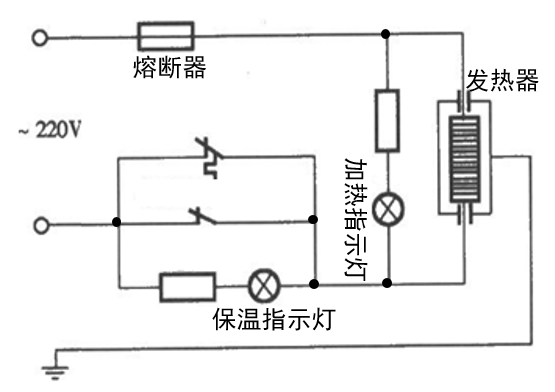 熔断器
发热器
~ 220V
加热指示灯
保温指示灯